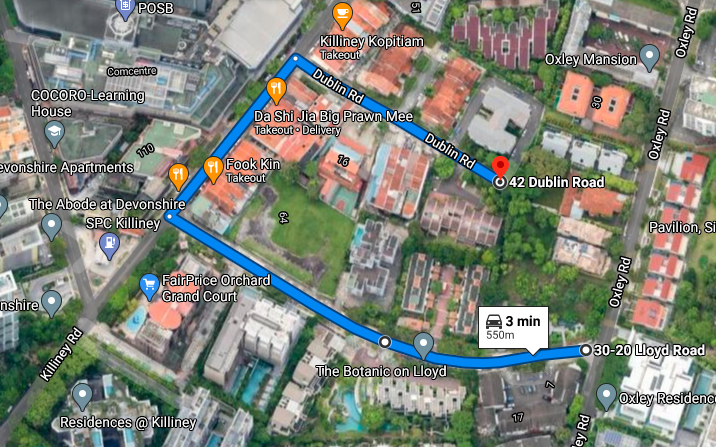 POSB
51
Oxley Rd
Killiney Kopitiam
Takeout
Oxley Mansion
Comcentre
Dublin Rd
COCORO-Learning
House
30
Da Shi Jia Big Prawn Mee
Takeout • Delivery
Oxley Rd
110
Dublin Rd
16
evonshire Apartments
Fook Kin
Takeout
42 Dublin Road
The Abode at Devonshire
64
SPC Killiney
Pavilion, Si
FairPrice Orchard
Grand Court
Oxley Rd
nshire
3 min
550m
Killiney Rd
30-20 Lloyd Road
The Botanic on Lloyd
7
Oxley Residence
17
Residences @ Killiney
ey Rd